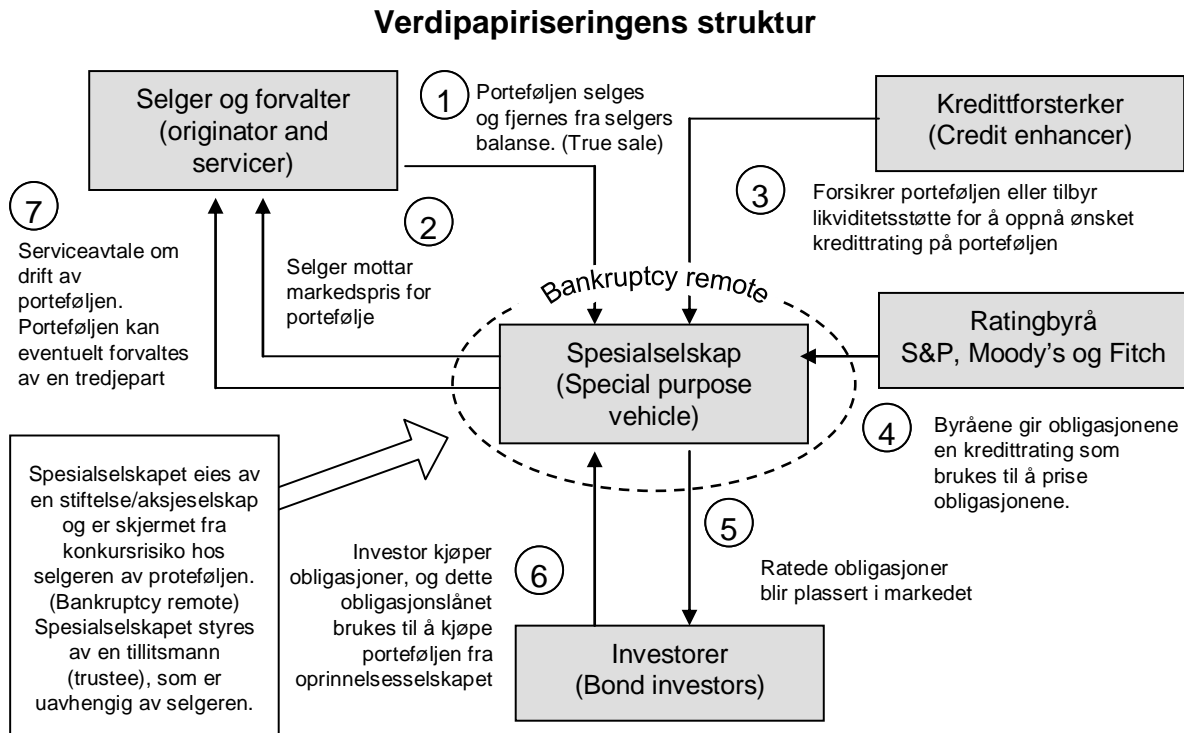 Verdipapiriseringens struktur
Selger og forvalter
(originator and
servicer)
1
Porteføljen selges
og fjernes fra selgers
balanse. (True sale)
Kredittforsterker
(Credit enhancer)
2
Selger mottar
markedspris for
portefølje
3
Forsikrer porteføljen eller tilbyr
likviditetsstøtte for å oppnå ønsket
kredittrating på porteføljen
7
Serviceavtale om
drift av
porteføljen.
Porteføljen kan
eventuelt forvaltes
av en tredjepart
Bankruptcy remote
Spesialselskap
(Special purpose
vehicle)
Ratingbyrå
S&P, Moody's og Fitch
4
Byråene gir obligasjonene
en kredittrating som
brukes til å prise
obligasjonene.
Spesialselskapet eies av
en stiftelse/aksjeselskap
og er skjermet fra
konkursrisiko hos
selgeren av proteføljen.
(Bankruptcy remote)
Spesialselskapet styres
av en tillitsmann
(trustee), som er
uavhengig av selgeren.
Investor kjøper
obligasjoner, og dette
obligasjonslånet
brukes til å kjøpe
porteføljen fra
oprinnelsesselskapet
6
5
Ratede obligasjoner
blir plassert i markedet
Investorer
(Bond investors)